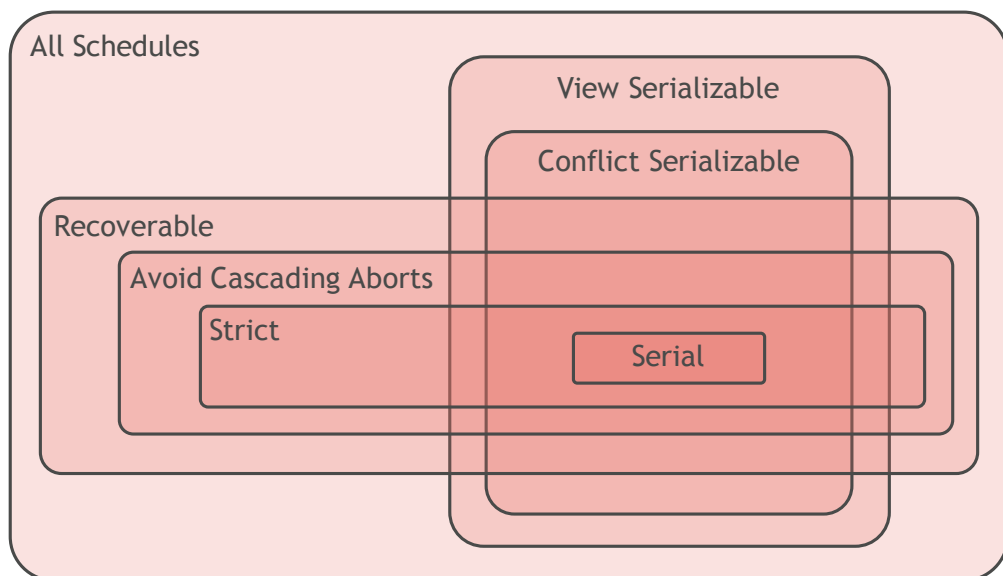 All Schedules
View Serializable
Conflict Serializable
Recoverable
Avoid Cascading Aborts
Strict
Serial